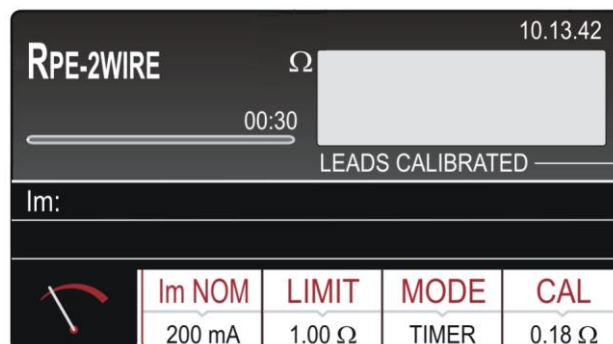 10.13.42
RPE-2WIRE Ω
00:30
LEADS CALIBRATED
Im:
Im NOM LIMIT MODE CAL
200 mA 1.00 Ω TIMER 0.18 Ω